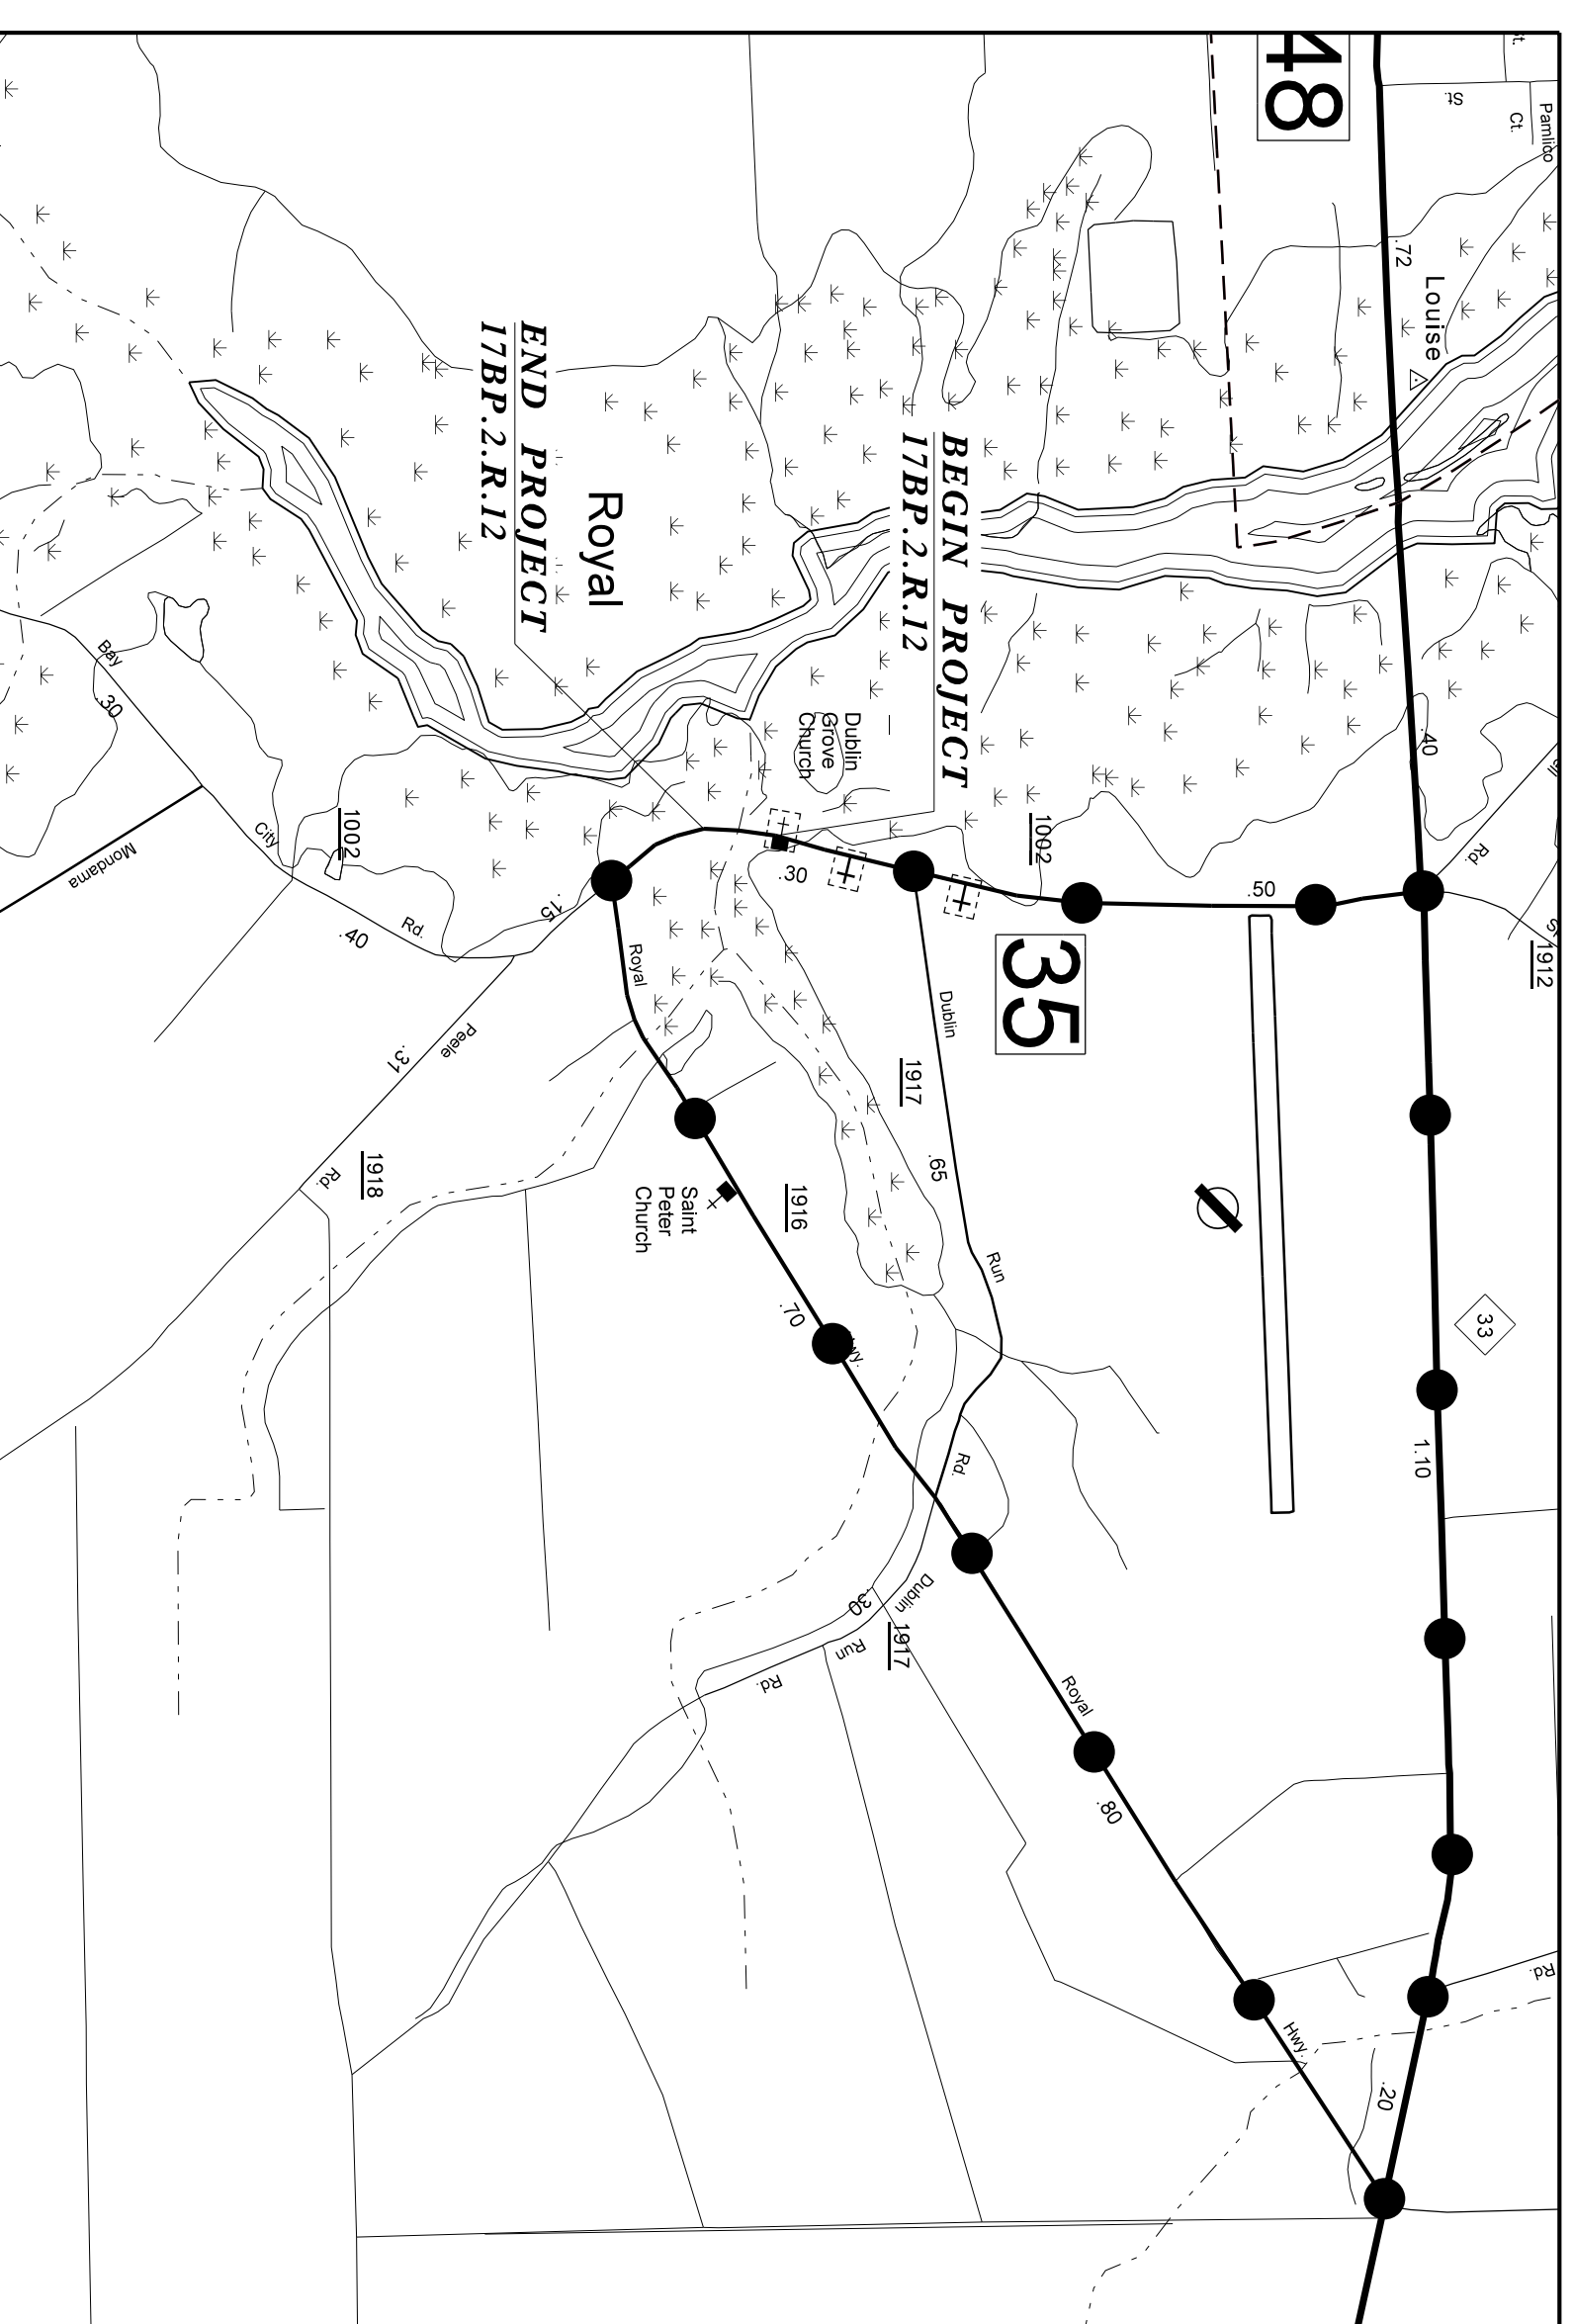 48
St.
St.
Ct.
Pamlico
.72
Louise
END PROJECT
17BP.2.R.12
Royal
BEGIN PROJECT
17BP.2.R.12
Dublin
Grove
Church
.40
Rd.
1912
Bay
.30
City
1002
Mondama
.40
Rd.
.15
.30
1002
.50
35
Royal
Dublin
1917
.65
Run
Peele
.31
Rd.
1918
Saint
Peter
Church
1916
.70
wy.
33
1.10
Rd.
Dublin
.30
1917
Run
Rd.
Royal
.80
Hwy.
.20
Rd.